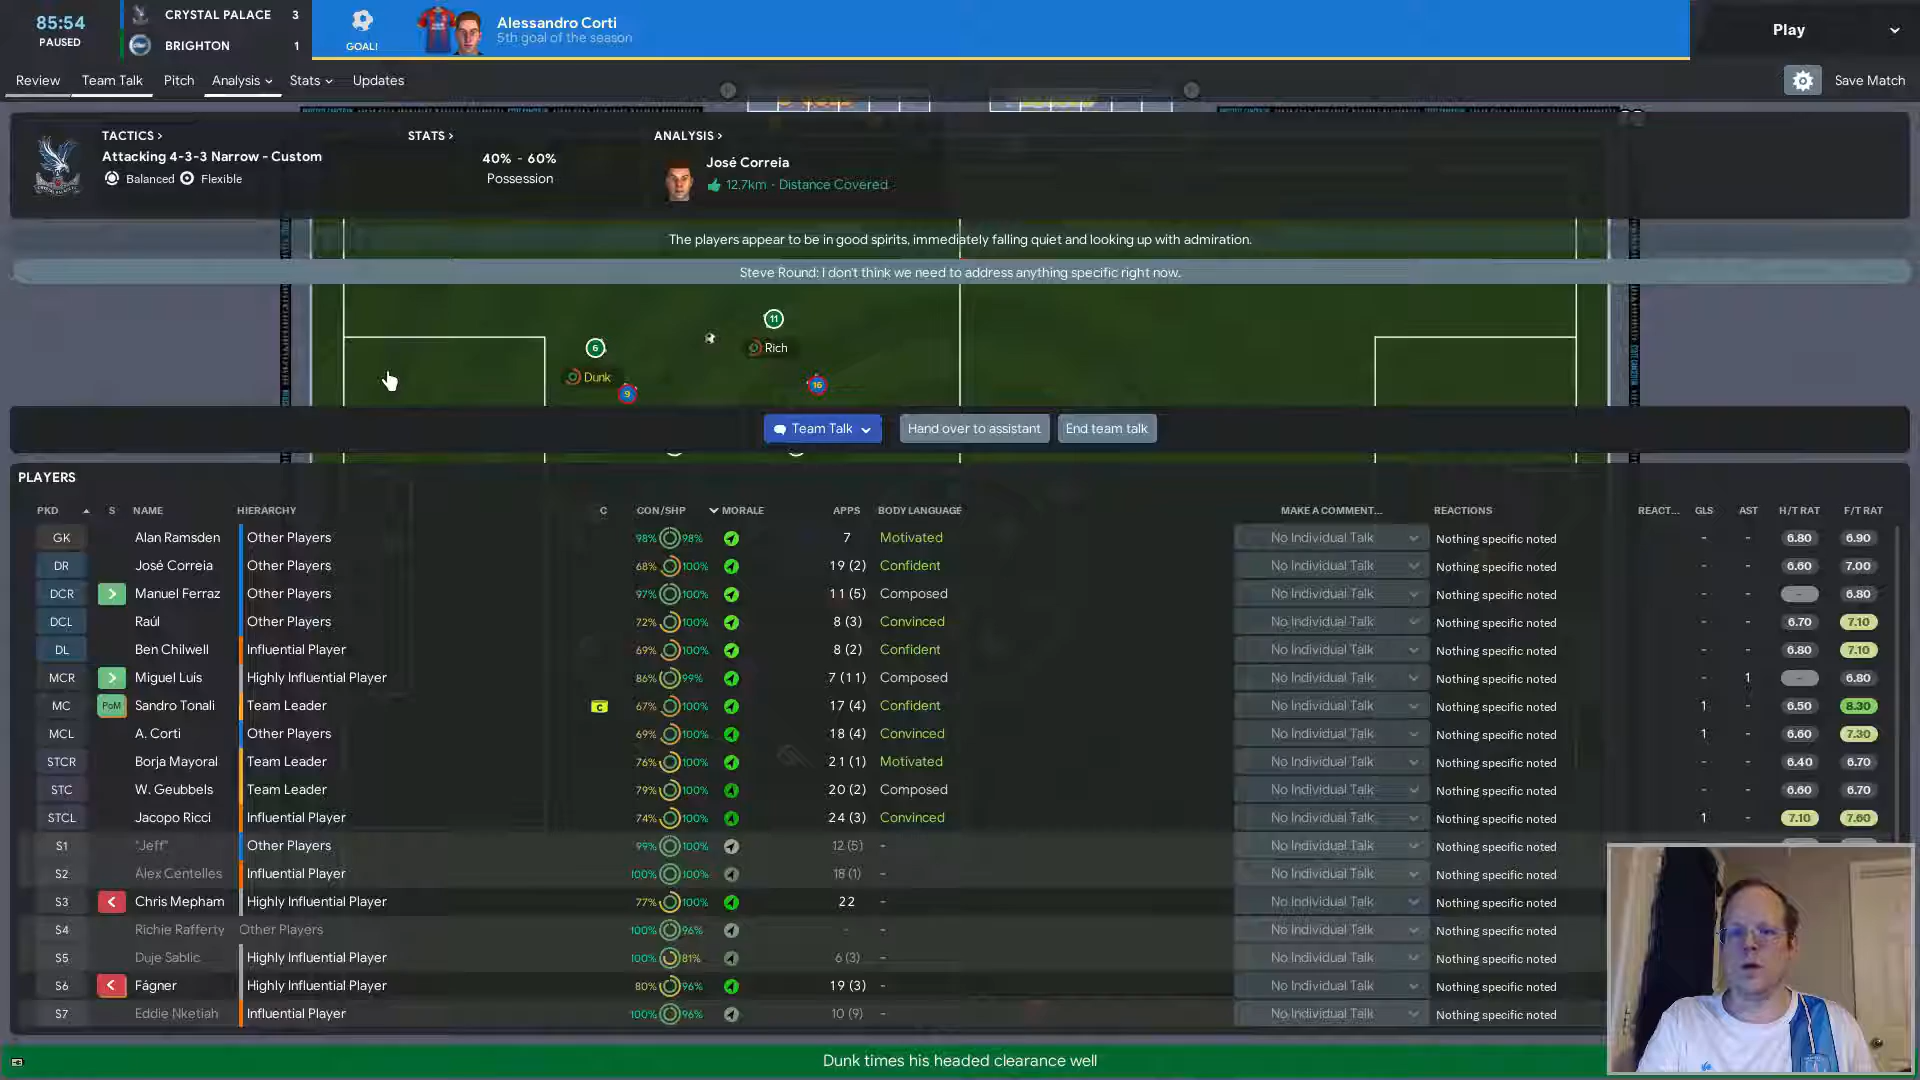 85:54
PAUSED
CRYSTAL PALACE 3
BRIGHTON 1
GOAL!
Alessandro Corti
5th goal of the season
Play
Review Team Talk Pitch Analysis Stats Updates
Save Match
TACTICS >
Attacking 4-3-3 Narrow - Custom
Balanced Flexible
STATS >
40% - 60%
Possession
ANALYSIS >
José Correia
12.7km - Distance Covered
The players appear to be in good spirits, immediately falling quiet and looking up with admiration.
Steve Round: I don't think we need to address anything specific right now.
11
6
Rich
Dunk
16
9
Team Talk Hand over to assistant End team talk
PLAYERS
PKD S NAME HIERARCHY C CON/SHP MORALE APPS BODY LANGUAGE MAKE A COMMENT... REACTIONS REACT... GLS AST H/T RAT F/T RAT
GK Alan Ramsden Other Players 98% 98% 7 Motivated No Individual Talk Nothing specific noted - - 6.80 6.90
DR José Correia Other Players 68% 100% 19 (2) Confident No Individual Talk Nothing specific noted - - 6.60 7.00
DCR Manuel Ferraz Other Players 97% 100% 11 (5) Composed No Individual Talk Nothing specific noted - - - 6.80
DCL Raúl Other Players 72% 100% 8 (3) Convinced No Individual Talk Nothing specific noted - - 6.70 7.10
DL Ben Chilwell Influential Player 69% 100% 8 (2) Confident No Individual Talk Nothing specific noted - - 6.80 7.10
MCR Miguel Luís Highly Influential Player 86% 99% 7 (11) Composed No Individual Talk Nothing specific noted - 1 - 6.80
MC PoM Sandro Tonali Team Leader C 67% 100% 17 (4) Confident No Individual Talk Nothing specific noted 1 - 6.50 8.30
MCL A. Corti Other Players 69% 100% 18 (4) Convinced No Individual Talk Nothing specific noted 1 - 6.60 7.30
STCR Borja Mayoral Team Leader 76% 100% 21 (1) Motivated No Individual Talk Nothing specific noted - - 6.40 6.70
STC W. Geubbels Team Leader 79% 100% 20 (2) Composed No Individual Talk Nothing specific noted - - 6.60 6.70
STCL Jacopo Ricci Influential Player 74% 100% 24 (3) Convinced No Individual Talk Nothing specific noted 1 - 7.10 7.60
S1 "Jeff" Other Players 99% 100% 12 (5) - No Individual Talk Nothing specific noted
S2 Álex Centelles Influential Player 100% 100% 18 (1) - No Individual Talk Nothing specific noted
S3 Chris Mepham Highly Influential Player 77% 100% 22 - No Individual Talk Nothing specific noted
S4 Richie Rafferty Other Players 100% 96% - - No Individual Talk Nothing specific noted
S5 Duje Sablic Highly Influential Player 100% 81% 6 (3) - No Individual Talk Nothing specific noted
S6 Fágner Highly Influential Player 80% 96% 19 (3) - No Individual Talk Nothing specific noted
S7 Eddie Nketiah Influential Player 100% 96% 10 (9) - No Individual Talk Nothing specific noted
Dunk times his headed clearance well